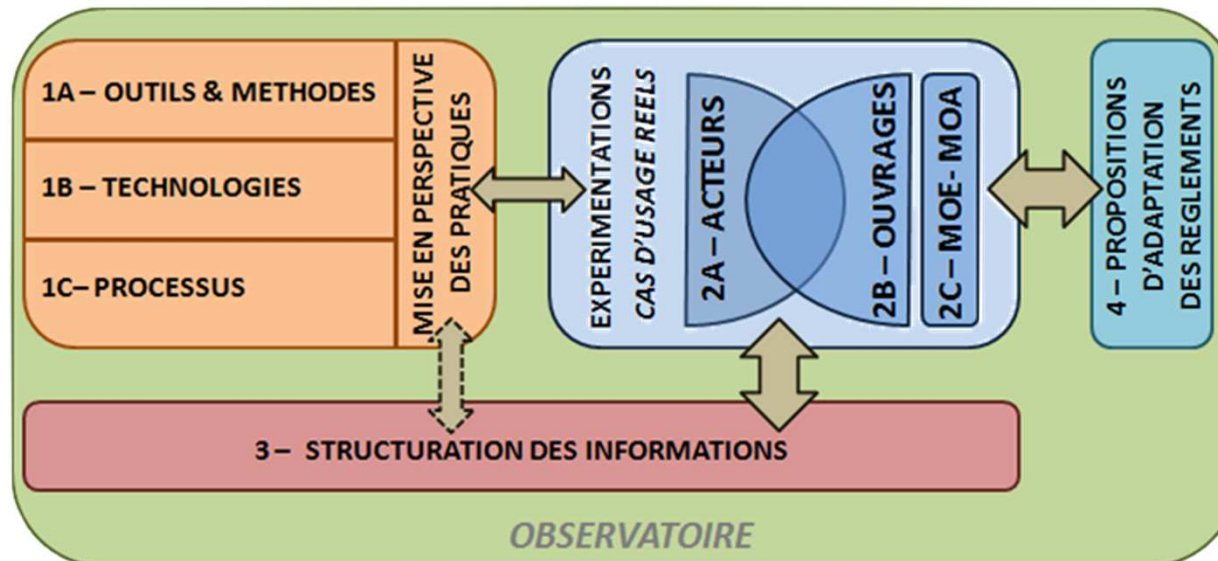 1A – OUTILS & METHODES
1B – TECHNOLOGIES
1C– PROCESSUS
MISE EN PERSPECTIVE
DES PRATIQUES
EXPERIMENTATIONS
CAS D'USAGE REELS
2A – ACTEURS
2B – OUVRAGES
2C – MOE- MOA
4 – PROPOSITIONS
D'ADAPTATION
DES REGLEMENTS
3 – STRUCTURATION DES INFORMATIONS
OBSERVATOIRE